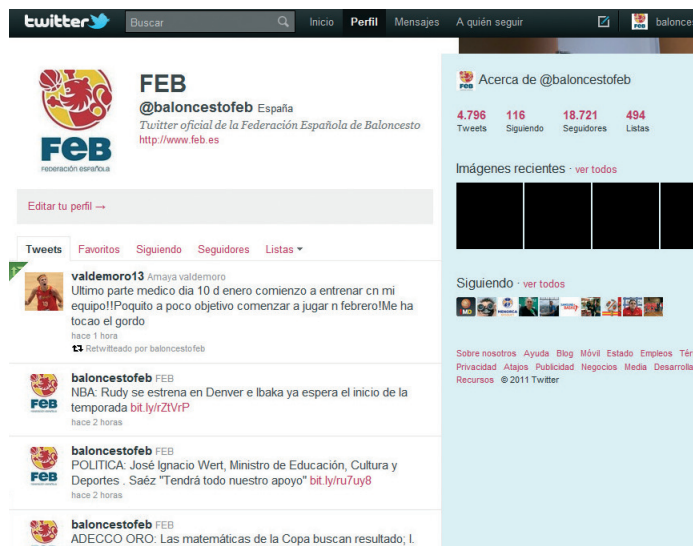 twitter
Buscar
Inicio Perfil Mensajes A quién seguir
FEB
balonces
FEB
Federación española
FEB
@baloncestofeb España
Twitter oficial de la Federación Española de Baloncesto
http://www.feb.es
Editar tu perfil →
Tweets Favoritos Siguiendo Seguidores Listas
valdemoro13 Amaya valdemoro
Ultimo parte medico dia 10 d enero comienzo a entrenar cn mi
equipo!!Poquito a poco objetivo comenzar a jugar n febrero!Me ha
tocao el gordo
hace 1 hora
Retwitteado por baloncestofeb
FEB
baloncestofeb FEB
NBA: Rudy se estrena en Denver e Ibaka ya espera el inicio de la
temporada bit.ly/rZtVrP
hace 2 horas
FEB
baloncestofeb FEB
POLITICA: José Ignacio Wert, Ministro de Educación, Cultura y
Deportes . Saéz "Tendrá todo nuestro apoyo" bit.ly/ru7uy8
hace 2 horas
baloncestofeb FEB
ADECCO ORO: Las matemáticas de la Copa buscan resultado; l.
Acerca de @baloncestofeb
4.796 116 18.721 494
Tweets Siguiendo Seguidores Listas
Imágenes recientes · ver todos
Siguiendo · ver todos
MD
MENORCA
Sobre nosotros Ayuda Blog Móvil Estado Empleos Tér
Privacidad Atajos Publicidad Negocios Media Desarrolla
Recursos © 2011 Twitter